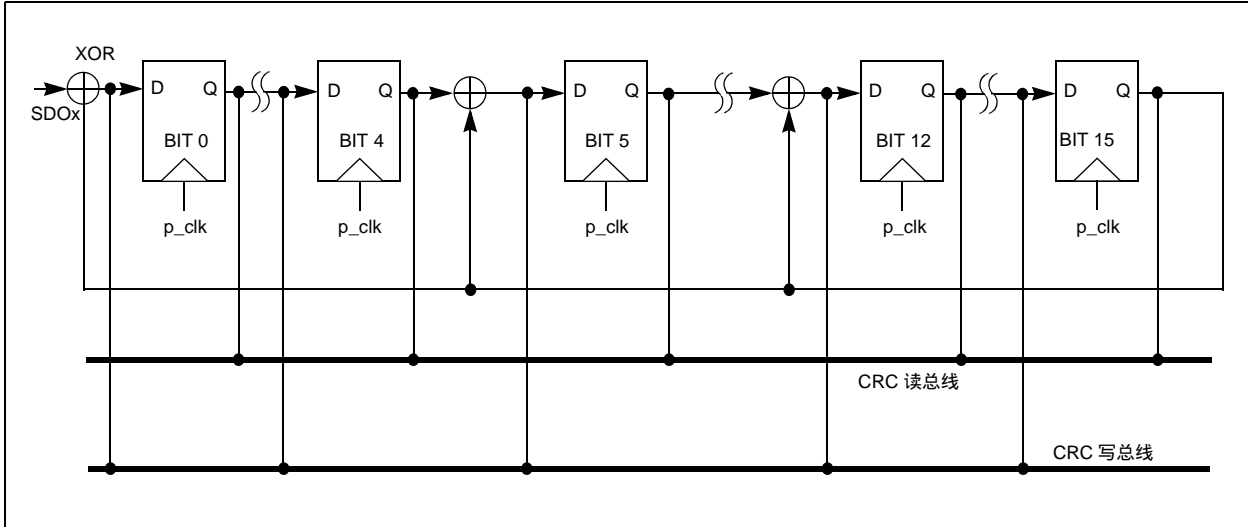 XOR
SDOx
D Q D Q D Q D Q D Q
BIT 0 BIT 4 BIT 5 BIT 12 BIT 15
p_clk p_clk p_clk p_clk p_clk
CRC 读总线
CRC 写总线